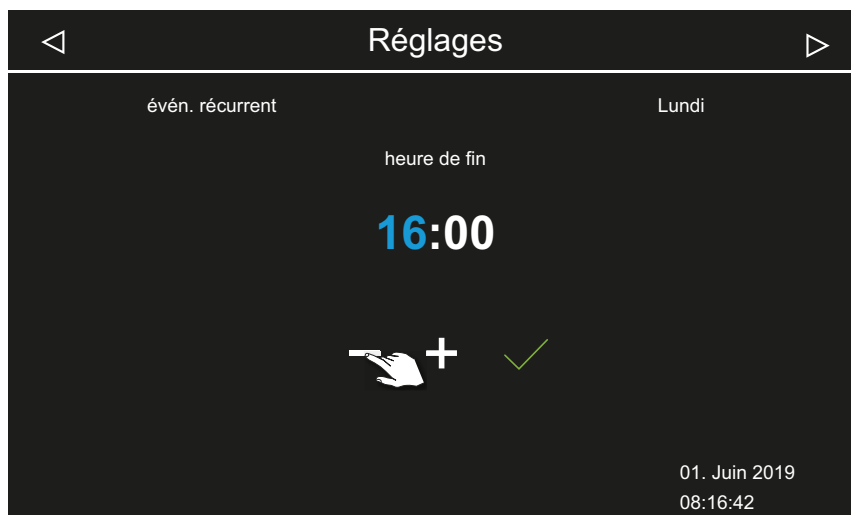 Réglages
évén. récurrent
Lundi
heure de fin
16:00
01. Juin 2019
08:16:42